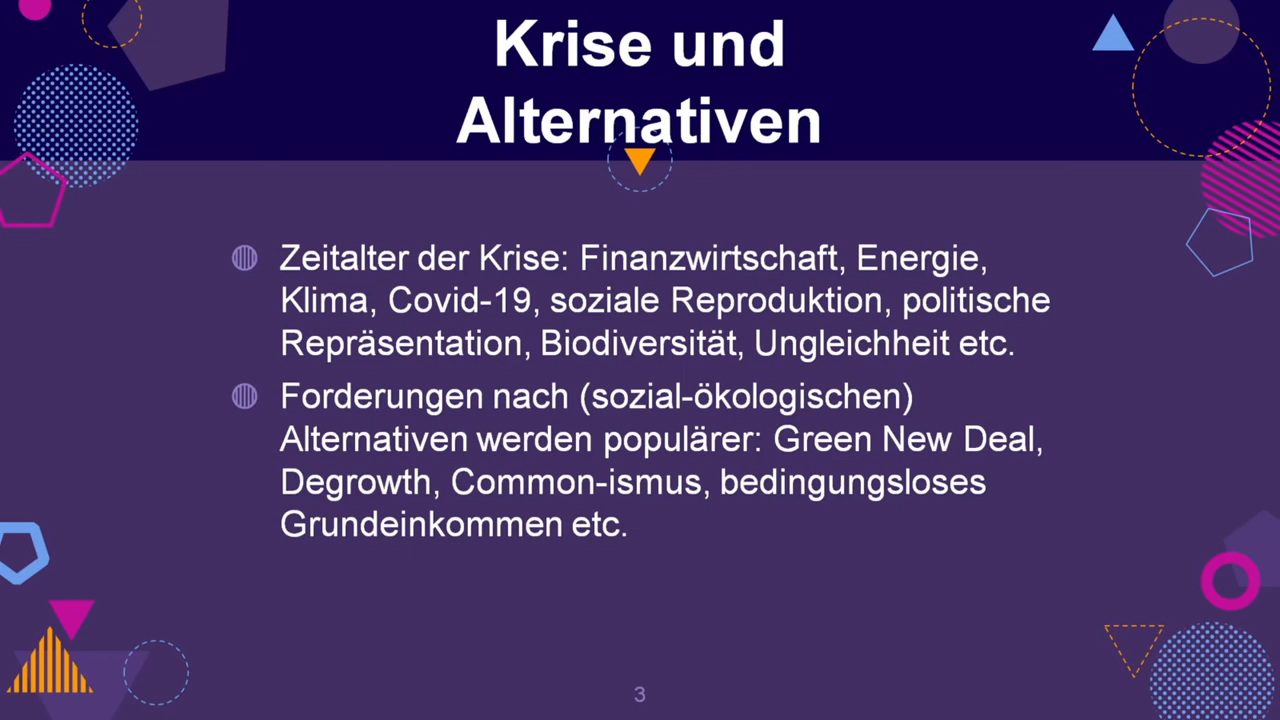 Krise und
Alternativen
Zeitalter der Krise: Finanzwirtschaft, Energie,
Klima, Covid-19, soziale Reproduktion, politische
Repräsentation, Biodiversität, Ungleichheit etc.
Forderungen nach (sozial-ökologischen)
Alternativen werden populärer: Green New Deal,
Degrowth, Common-ismus, bedingungsloses
Grundeinkommen etc.
3